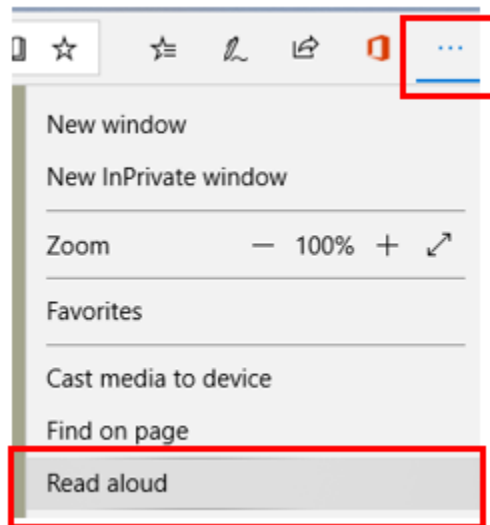 New window
New InPrivate window
Zoom — 100% +
Favorites
Cast media to device
Find on page
Read aloud